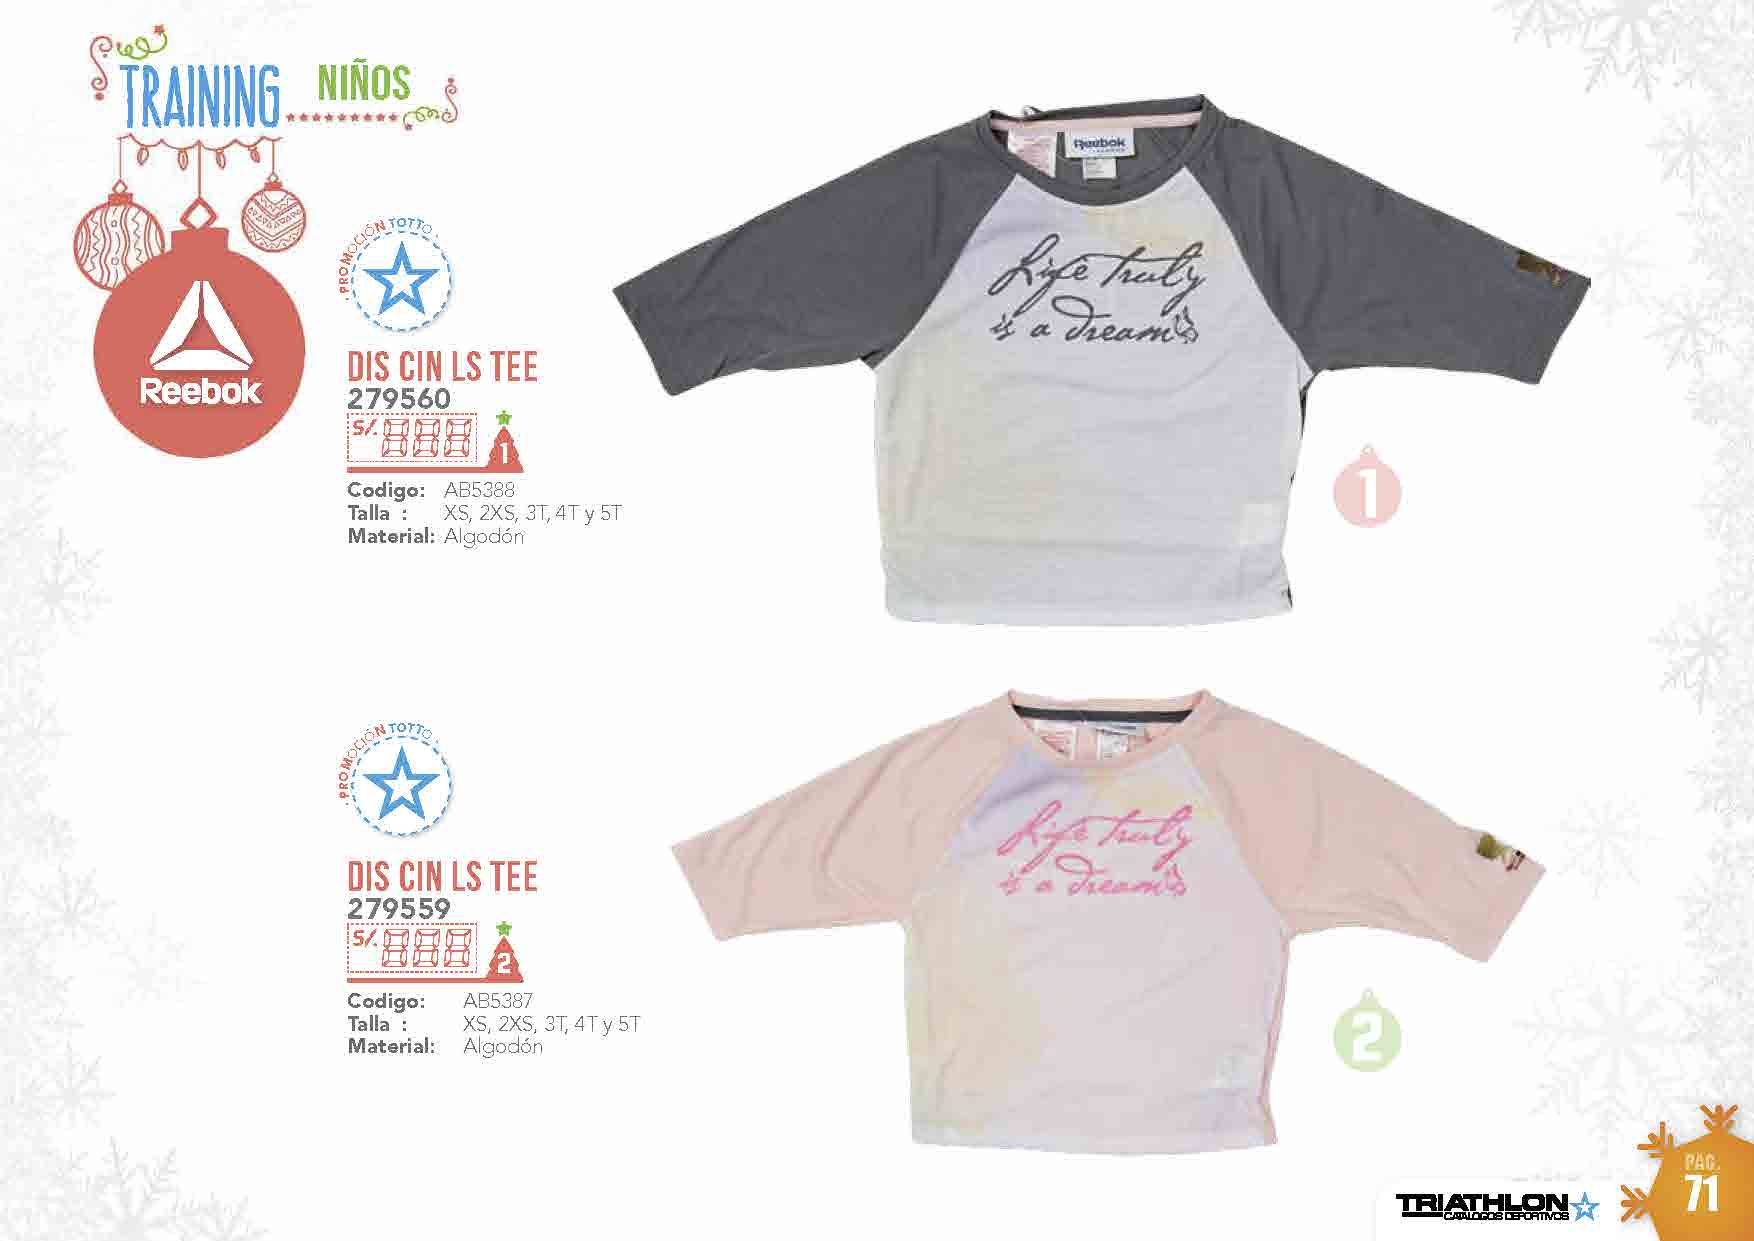 TRAINING NIÑOS
Reebok
· PROMOCIÓN TOTTO ·
DIS CIN LS TEE
279560
S/. 888
1
Codigo: AB5388
Talla : XS, 2XS, 3T, 4T y 5T
Material: Algodón
Reebok
Life truly
is a dream
1
· PROMOCIÓN TOTTO ·
DIS CIN LS TEE
279559
S/. 888
2
Codigo: AB5387
Talla : XS, 2XS, 3T, 4T y 5T
Material: Algodón
Life truly
is a dream
2
TRIATHLON
CATALOGOS DEPORTIVOS
PAG.
71